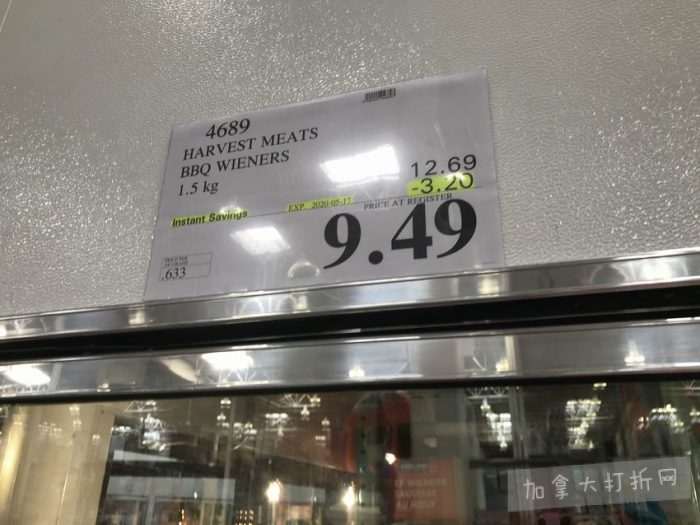 4689
HARVEST MEATS
BBQ WIENERS
1.5 kg
12.69
-3.20
Instant Savings
EXP. 2020-05-17
PRICE AT REGISTER
9.49
.633
加拿大打折网